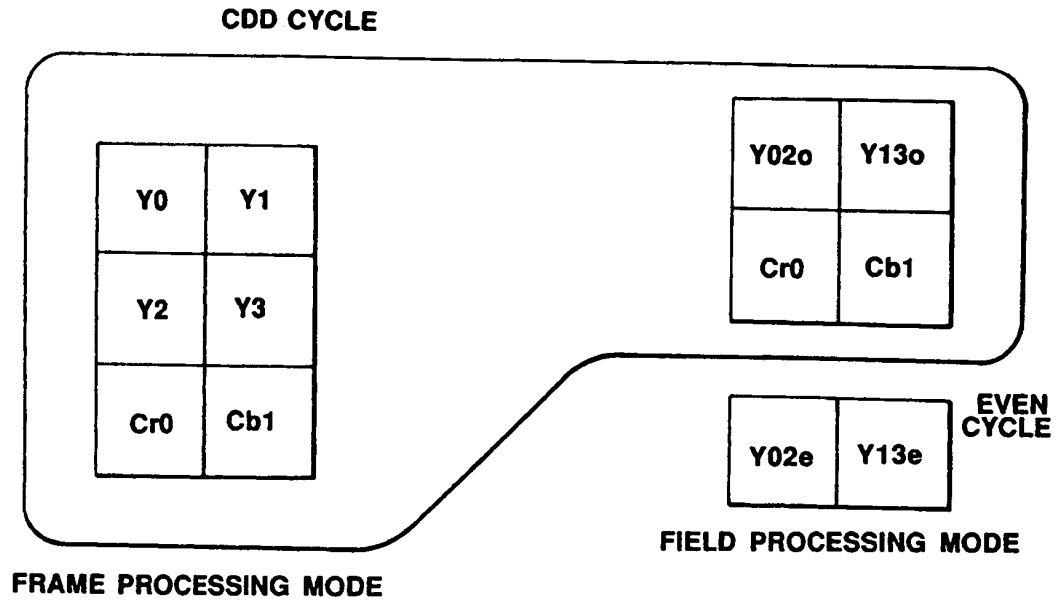 CDD CYCLE
Y0 Y1
Y2 Y3
Cr0 Cb1
Y02o Y13o
Cr0 Cb1
Y02e Y13e
EVEN
CYCLE
FIELD PROCESSING MODE
FRAME PROCESSING MODE